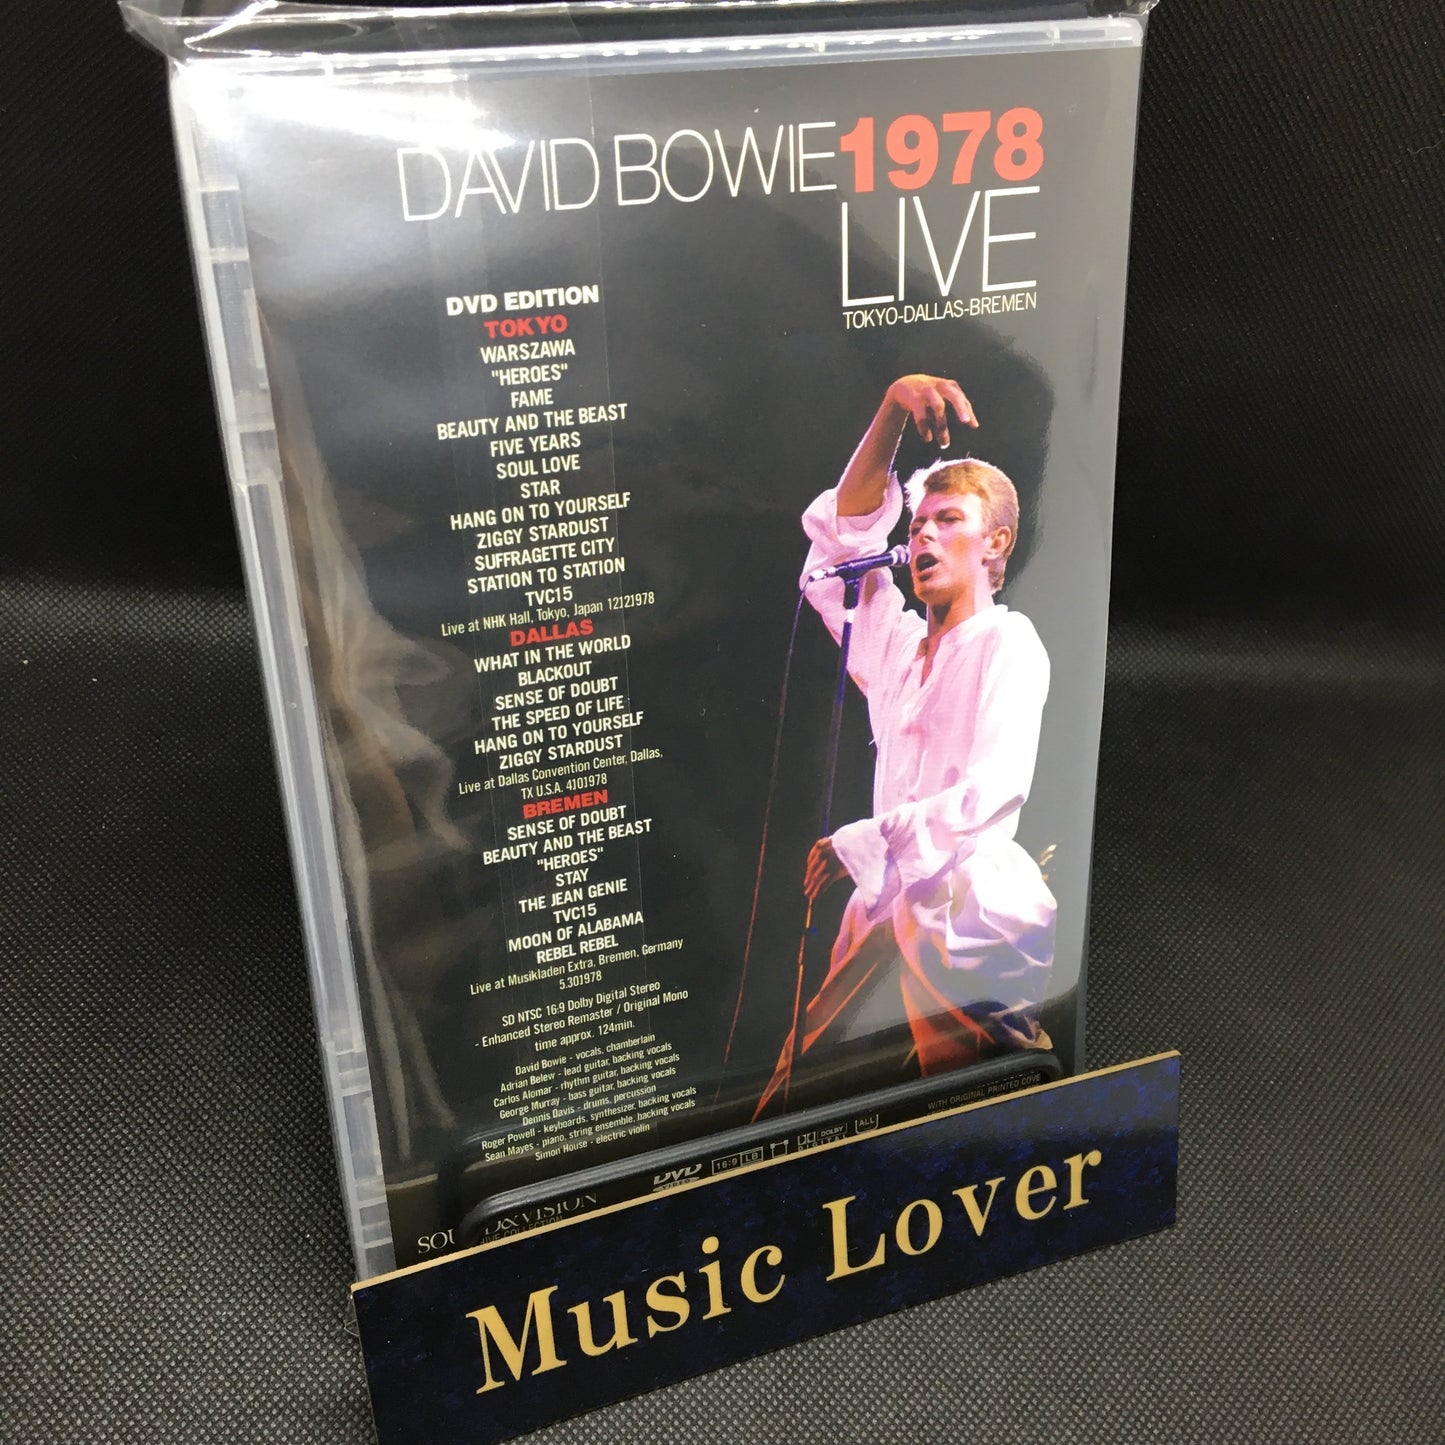 DAVID BOWIE 1978
LIVE
TOKYO-DALLAS-BREMEN
DVD EDITION
TOKYO
WARSZAWA
"HEROES"
FAME
BEAUTY AND THE BEAST
FIVE YEARS
SOUL LOVE
STAR
HANG ON TO YOURSELF
ZIGGY STARDUST
SUFFRAGETTE CITY
STATION TO STATION
TVC15
Live at NHK Hall, Tokyo, Japan 12121978
DALLAS
WHAT IN THE WORLD
BLACKOUT
SENSE OF DOUBT
THE SPEED OF LIFE
HANG ON TO YOURSELF
ZIGGY STARDUST
Live at Dallas Convention Center, Dallas,
TX U.S.A. 4101978
BREMEN
SENSE OF DOUBT
BEAUTY AND THE BEAST
"HEROES"
STAY
THE JEAN GENIE
TVC15
MOON OF ALABAMA
REBEL REBEL
Live at Musikladen Extra, Bremen, Germany
5.301978
SD NTSC 16:9 Dolby Digital Stereo
- Enhanced Stereo Remaster / Original Mono
time approx. 124min.
David Bowie - vocals, chamberlain
Adrian Belew - lead guitar, backing vocals
Carlos Alomar - rhythm guitar, backing vocals
George Murray - bass guitar, backing vocals
Dennis Davis - drums, percussion
Roger Powell - keyboards, synthesizer, backing vocals
Sean Mayes - piano, string ensemble, backing vocals
Simon House - electric violin
WITH ORIGINAL PRINTED COVE
DVD VIDEO 16:9 LB DOLBY DIGITAL ALL
SOU D&VISION
COLLECTION
Music Lover